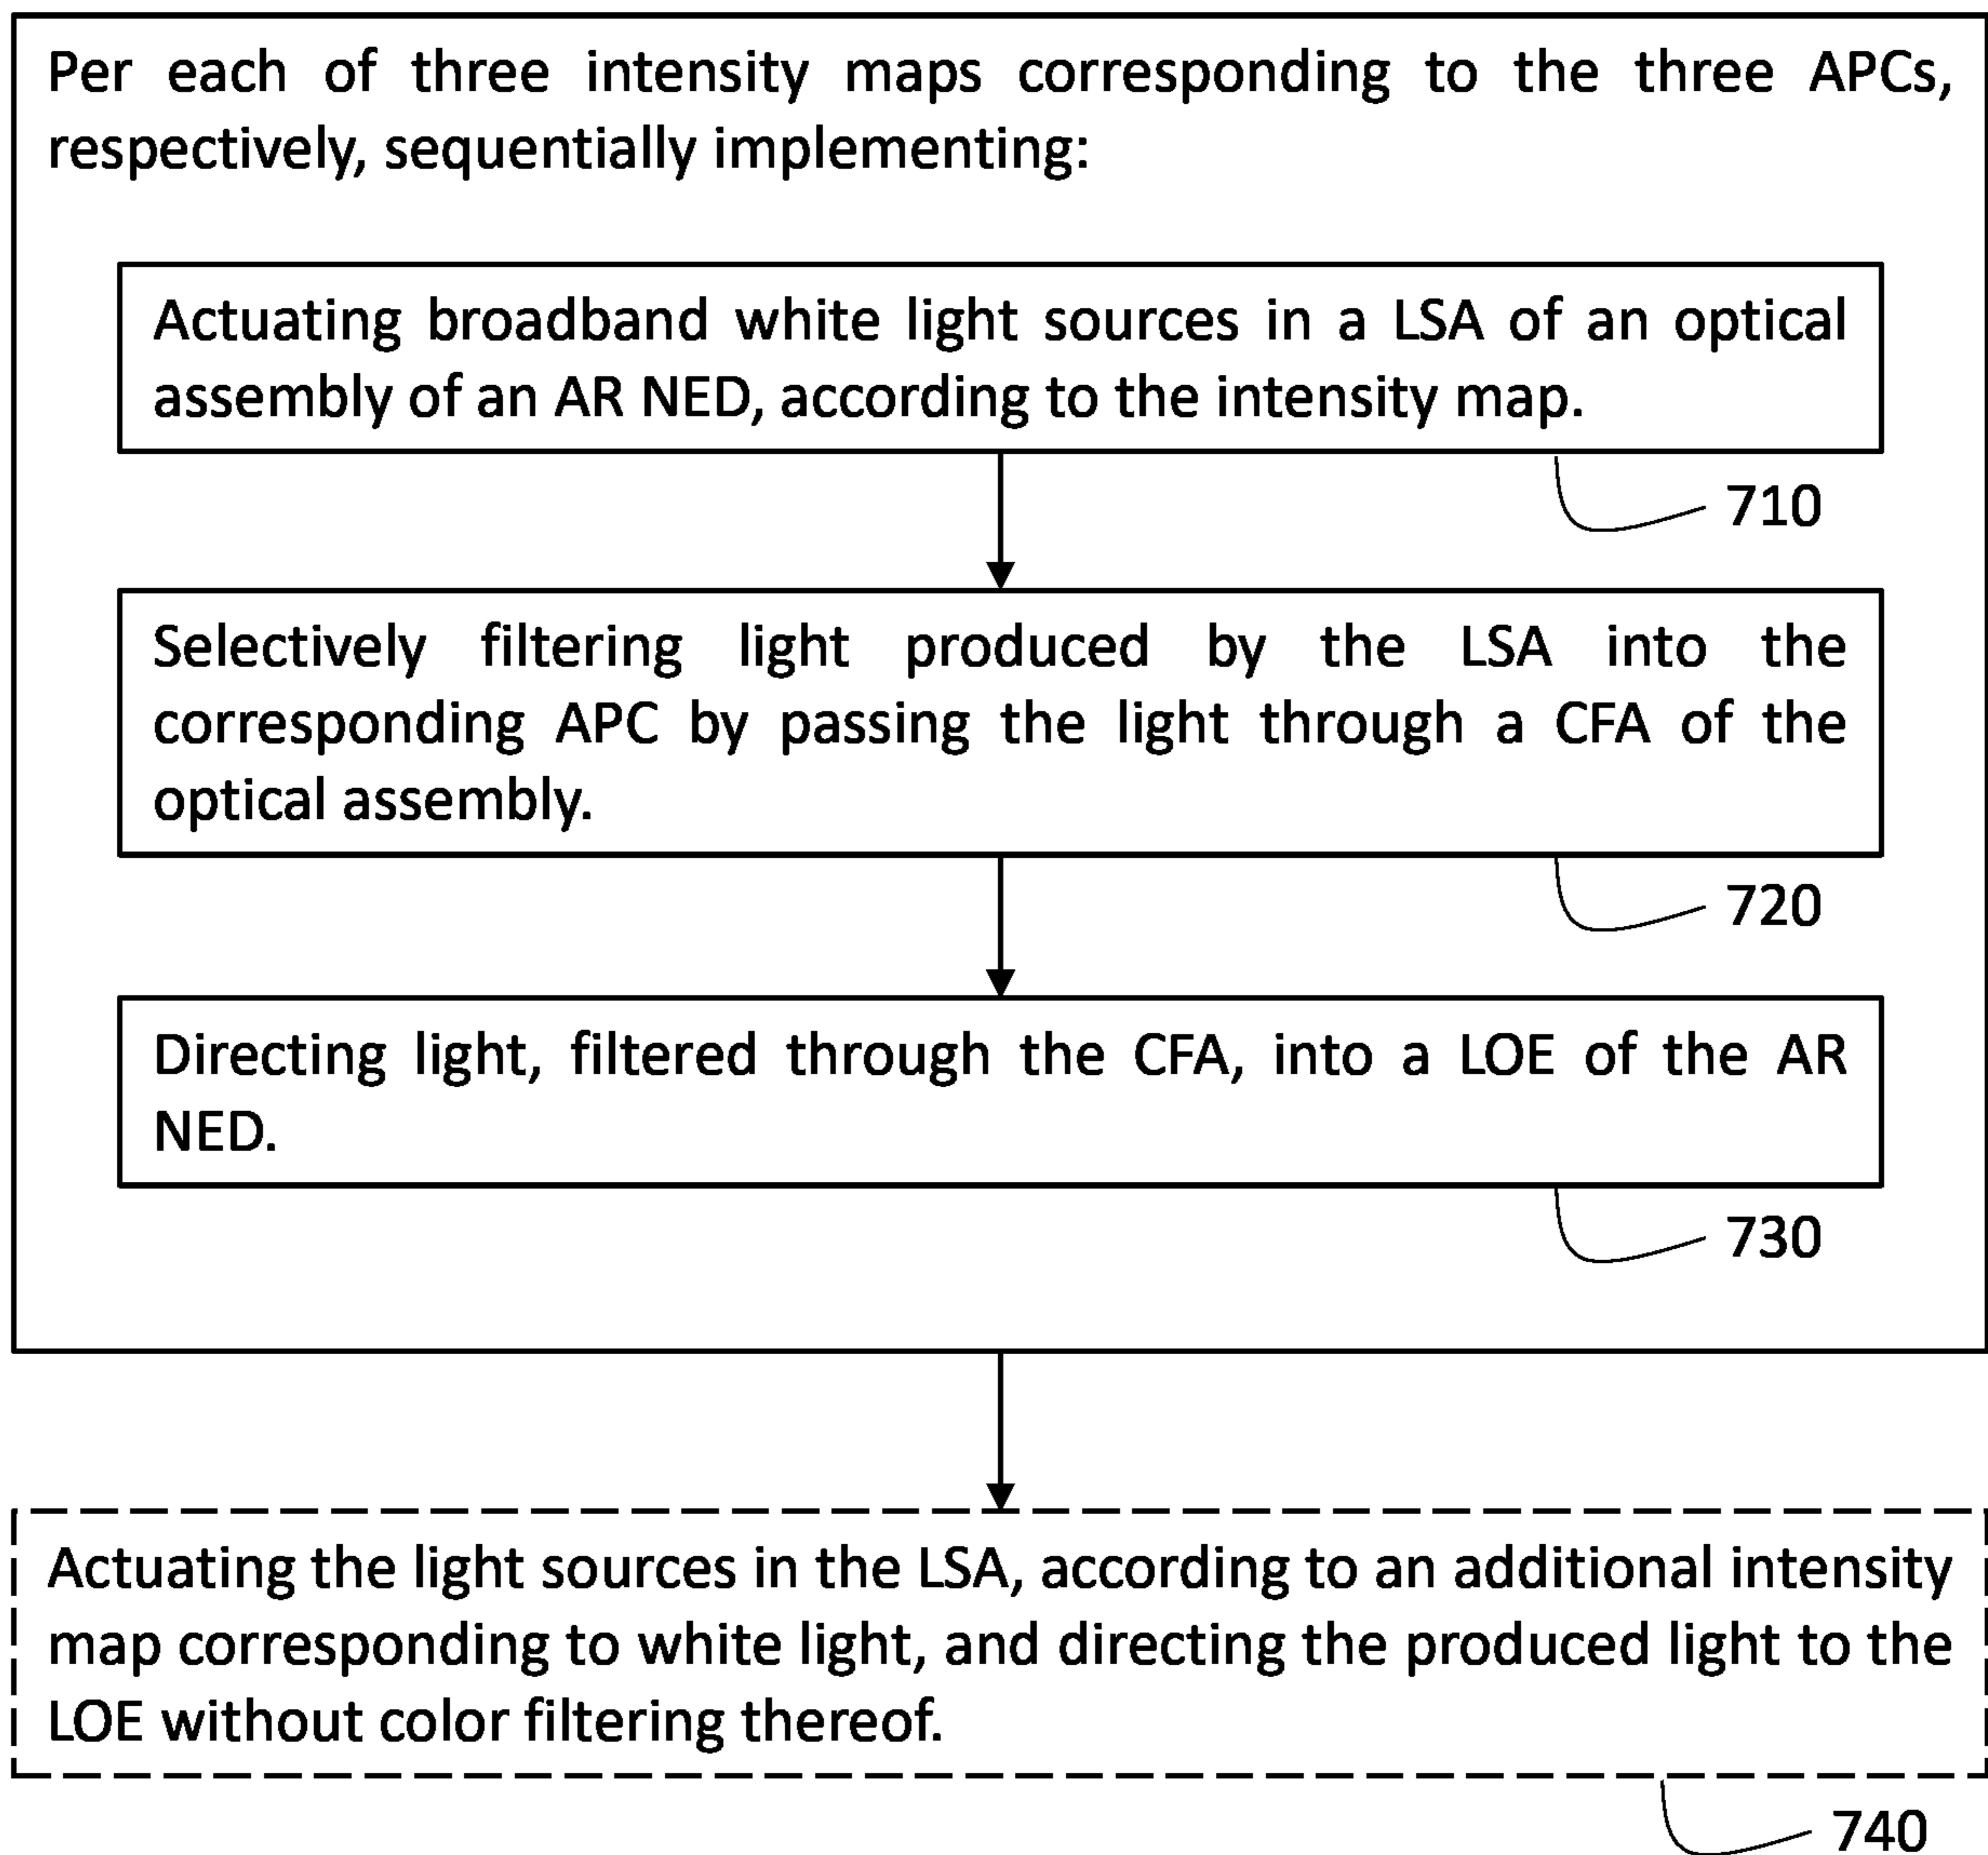 Per each of three intensity maps corresponding to the three APCs,
respectively, sequentially implementing:
Actuating broadband white light sources in a LSA of an optical
assembly of an AR NED, according to the intensity map.
710
Selectively filtering light produced by the LSA into the
corresponding APC by passing the light through a CFA of the
optical assembly.
720
Directing light, filtered through the CFA, into a LOE of the AR
NED.
730
Actuating the light sources in the LSA, according to an additional intensity
map corresponding to white light, and directing the produced light to the
LOE without color filtering thereof.
740